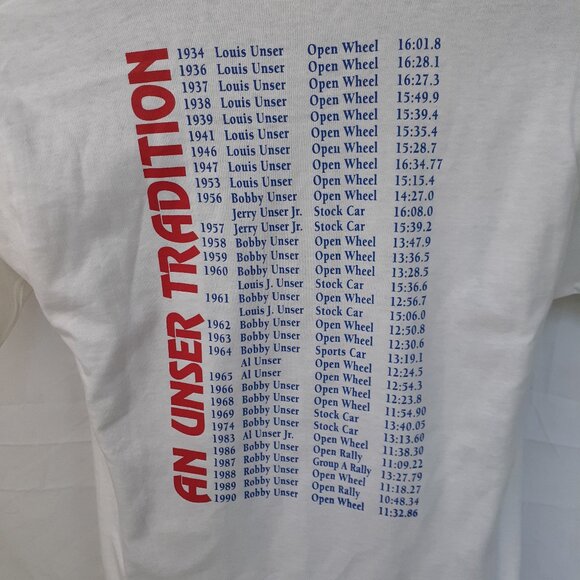 AN UNSER TRADITION
1934 Louis Unser Open Wheel 16:01.8
1936 Louis Unser Open Wheel 16:28.1
1937 Louis Unser Open Wheel 16:27.3
1938 Louis Unser Open Wheel 15:49.9
1939 Louis Unser Open Wheel 15:39.4
1941 Louis Unser Open Wheel 15:35.4
1946 Louis Unser Open Wheel 15:28.7
1947 Louis Unser Open Wheel 16:34.77
1953 Louis Unser Open Wheel 15:15.4
1956 Bobby Unser Open Wheel 14:27.0
Jerry Unser Jr. Stock Car 16:08.0
1957 Jerry Unser Jr. Stock Car 15:39.2
1958 Bobby Unser Open Wheel 13:47.9
1959 Bobby Unser Open Wheel 13:36.5
1960 Bobby Unser Open Wheel 13:28.5
Louis J. Unser Stock Car 15:36.6
1961 Bobby Unser Open Wheel 12:56.7
Louis J. Unser Stock Car 15:06.0
1962 Bobby Unser Open Wheel 12:50.8
1963 Bobby Unser Open Wheel 12:30.6
1964 Bobby Unser Sports Car 13:19.1
Al Unser Open Wheel 12:24.5
1965 Al Unser Open Wheel 12:54.3
1966 Bobby Unser Open Wheel 12:23.8
1968 Bobby Unser Open Wheel 11:54.90
1969 Bobby Unser Stock Car 13:40.05
1974 Bobby Unser Stock Car 13:13.60
1983 Al Unser Jr. Open Wheel 11:38.30
1986 Bobby Unser Open Rally 11:09.22
1987 Robby Unser Group A Rally 13:27.79
1988 Robby Unser Open Wheel 11:18.27
1989 Robby Unser Open Rally 10:48.34
1990 Robby Unser Open Wheel 11:32.86